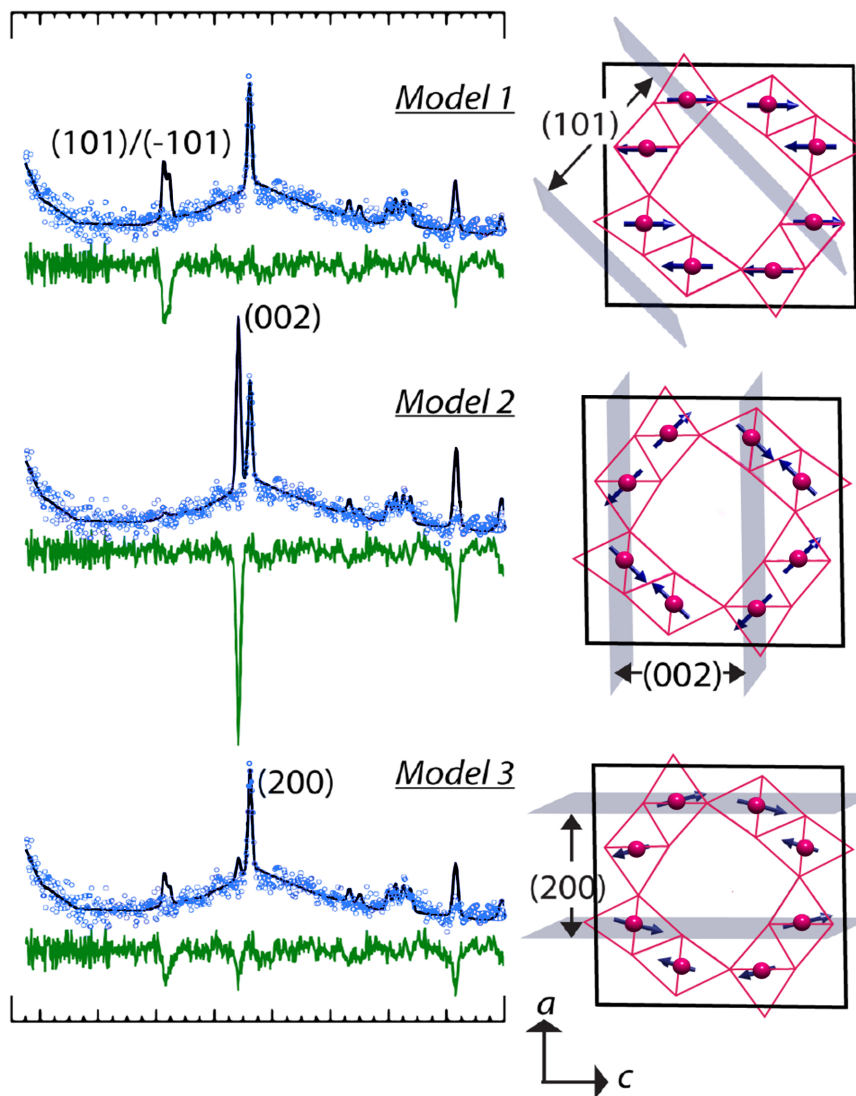 Model 1
(101)/(-101)
(101)
(002)
Model 2
(002)
Model 3
(200)
(200)
a
c